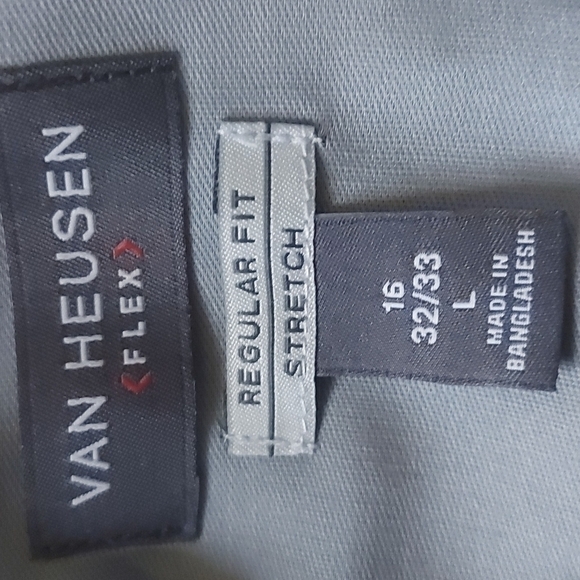 VAN HEUSEN
‹FLEX›
REGULAR FIT
STRETCH
16
32/33
L
MADE IN
BANGLADESH